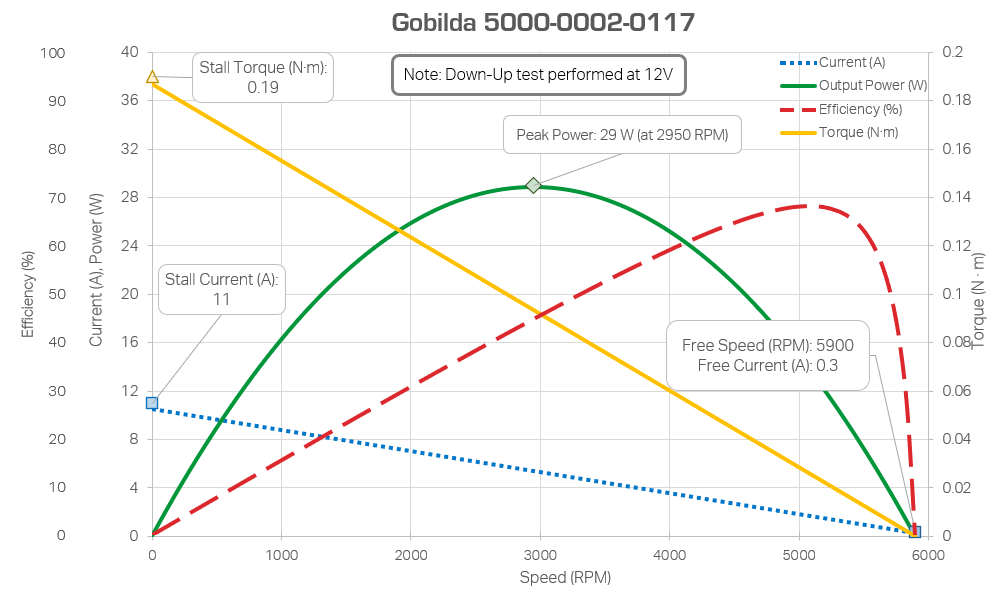 Gobilda 5000-0002-0117
Note: Down-Up test performed at 12V
Current (A)
Output Power (W)
Efficiency (%)
Torque (N·m)
Stall Torque (N·m):
0.19
Peak Power: 29 W (at 2950 RPM)
Stall Current (A):
11
Free Speed (RPM): 5900
Free Current (A): 0.3
Efficiency (%)
100
90
80
70
60
50
40
30
20
10
0
Current (A), Power (W)
40
36
32
28
24
20
16
12
8
4
0
0.2
0.18
0.16
0.14
0.12
0.1
0.08
0.06
0.04
0.02
0
Torque (N · m)
0
1000
2000
3000
4000
5000
6000
Speed (RPM)